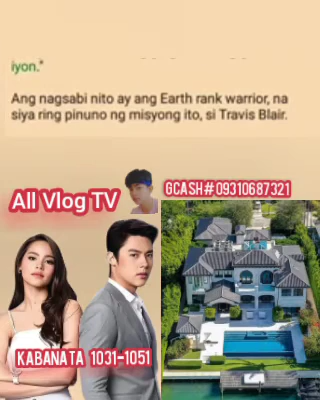 iyon."
Ang nagsabi nito ay ang Earth rank warrior, na
siya ring pinuno ng misyong ito, si Travis Blair.
All Vlog TV
GCASH#09310687321
KABANATA 1031-1051